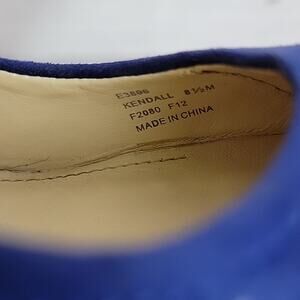 E3896
KENDALL 8½M
F2080 F12
MADE IN CHINA